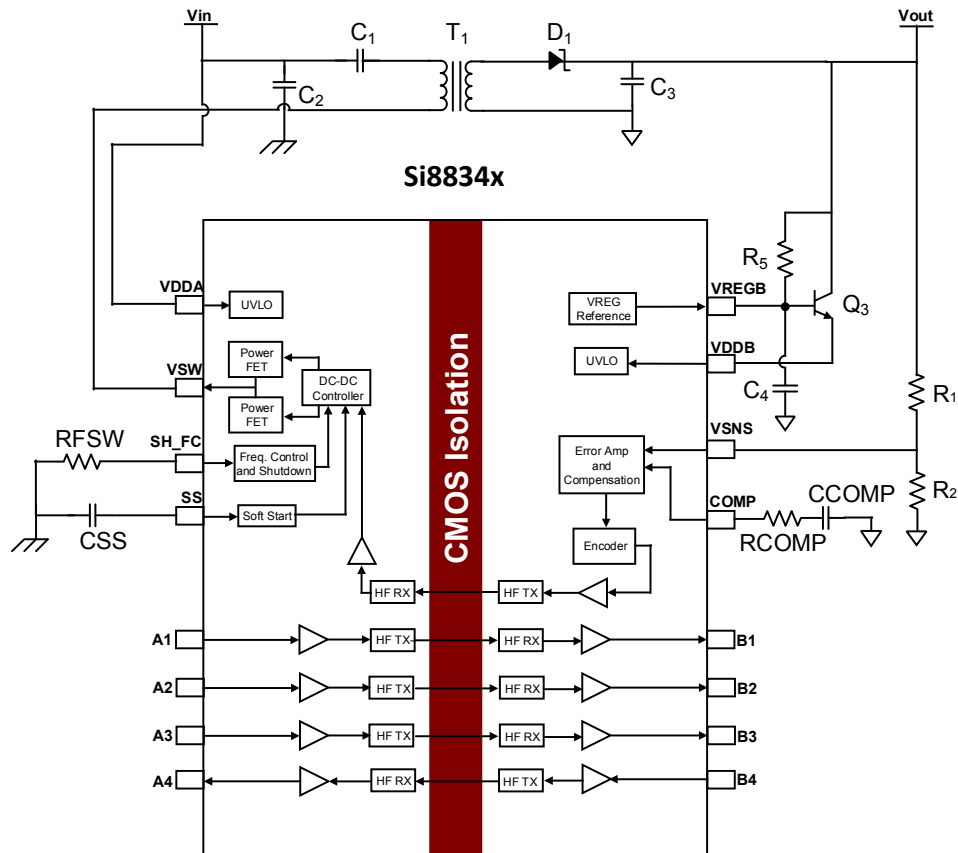 Vin
Vout
C1
T1
D1
C2
C3
Si8834x
R5
VDDA
UVLO
VREG
Reference
VREGB
Q3
Power
FET
UVLO
VDDB
VSW
DC-DC
Controller
C4
R1
Power
FET
RFSW
SH_FC
Freq. Control
and Shutdown
Error Amp
and
Compensation
VSNS
SS
Soft Start
COMP
CCOMP
R2
CSS
RCOMP
Encoder
CMOS Isolation
HF RX
HF TX
A1
HF TX
HF RX
B1
A2
HF TX
HF RX
B2
A3
HF TX
HF RX
B3
A4
HF RX
HF TX
B4